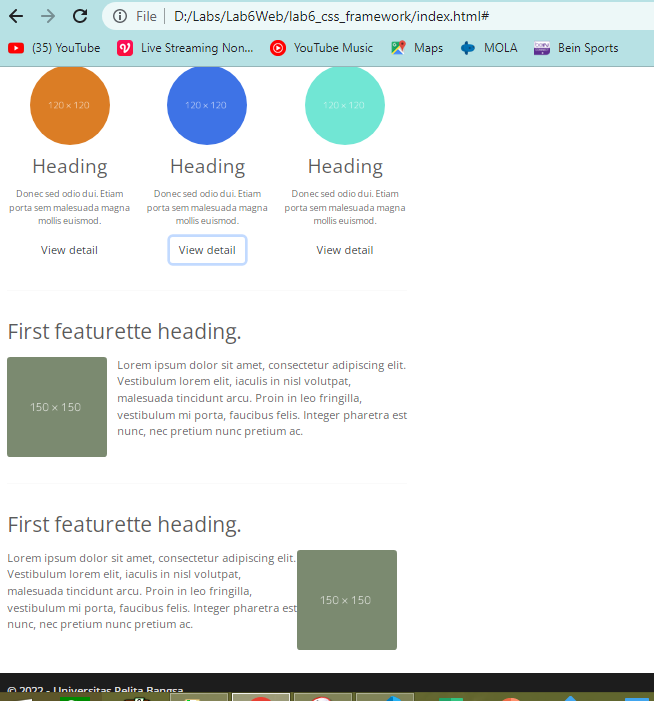 File | D:/Labs/Lab6Web/lab6_css_framework/index.html#
(35) YouTube Live Streaming Non... YouTube Music Maps MOLA Bein Sports
120 × 120 120 × 120 120 × 120
Heading Heading Heading
Donec sed odio dui. Etiam Donec sed odio dui. Etiam Donec sed odio dui. Etiam
porta sem malesuada magna porta sem malesuada magna porta sem malesuada magna
mollis euismod. mollis euismod. mollis euismod.
View detail View detail View detail
First featurette heading.
Lorem ipsum dolor sit amet, consectetur adipiscing elit.
Vestibulum lorem elit, iaculis in nisl volutpat,
malesuada tincidunt arcu. Proin in leo fringilla,
vestibulum mi porta, faucibus felis. Integer pharetra est
nunc, nec pretium nunc pretium ac.
150 × 150
First featurette heading.
Lorem ipsum dolor sit amet, consectetur adipiscing elit.
Vestibulum lorem elit, iaculis in nisl volutpat,
malesuada tincidunt arcu. Proin in leo fringilla,
vestibulum mi porta, faucibus felis. Integer pharetra est
nunc, nec pretium nunc pretium ac.
150 × 150
© 2022 - Universitas Pelita Bangsa